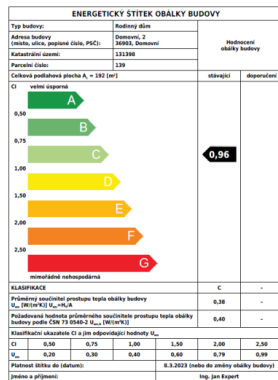 ENERGETICKÝ ŠTÍTEK OBÁLKY BUDOVY
Typ budovy: Rodinný dům
Adresa budovy
(místo, ulice, popisné číslo, PSČ):
Domovní, 2
36903, Domovní
Hodnocení
obálky budovy
Katastrální území: 131398
Parcelní číslo: 139
Celková podlahová plocha Ac = 192 [m²] stávající doporučení
CI velmi úsporná
A
0,50
B
0,75
C 0,96
1,00
D
1,50
E
2,00
F
2,50
G
mimořádně nehospodárná
KLASIFIKACE C -
Průměrný součinitel prostupu tepla obálky budovy
Uem [W/(m²K)] Uem=HT/A 0,38 -
Požadovaná hodnota průměrného součinitele prostupu tepla obálky
budovy podle ČSN 73 0540-2 Uem,N [W/(m²K)] 0,40 -
Klasifikační ukazatele CI a jim odpovídající hodnoty Uem
CI 0,50 0,75 1,00 1,50 2,00 2,50
Uem 0,20 0,30 0,40 0,60 0,79 0,99
Platnost štítku do (datum): 8.3.2023 (nebo do změny obálky budovy)
Jméno a příjmení: Ing. Jan Expert